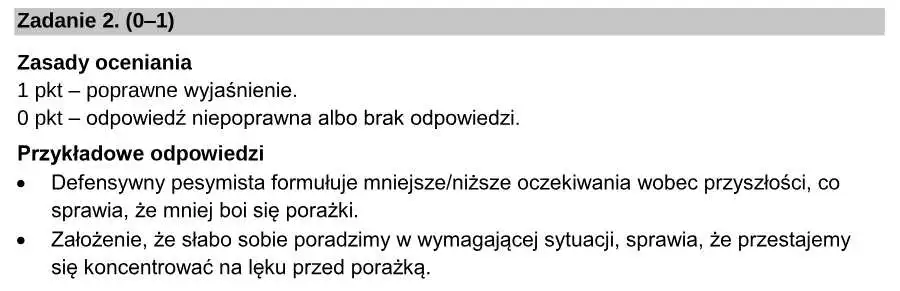 Zadanie 2. (0–1)
Zasady oceniania
1 pkt – poprawne wyjaśnienie.
0 pkt – odpowiedź niepoprawna albo brak odpowiedzi.
Przykładowe odpowiedzi
• Defensywny pesymista formułuje mniejsze/niższe oczekiwania wobec przyszłości, co
sprawia, że mniej boi się porażki.
• Założenie, że słabo sobie poradzimy w wymagającej sytuacji, sprawia, że przestajemy
się koncentrować na lęku przed porażką.